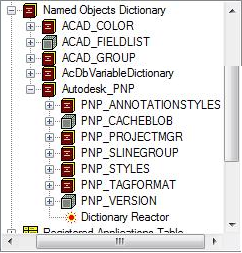 Named Objects Dictionary
ACAD_COLOR
ACAD_FIELDLIST
ACAD_GROUP
AcDbVariableDictionary
Autodesk_PNP
PNP_ANNOTATIONSTYLES
PNP_CACHEBLOB
PNP_PROJECTMGR
PNP_SLINEGROUP
PNP_STYLES
PNP_TAGFORMAT
PNP_VERSION
Dictionary Reactor
Registered Applications Table